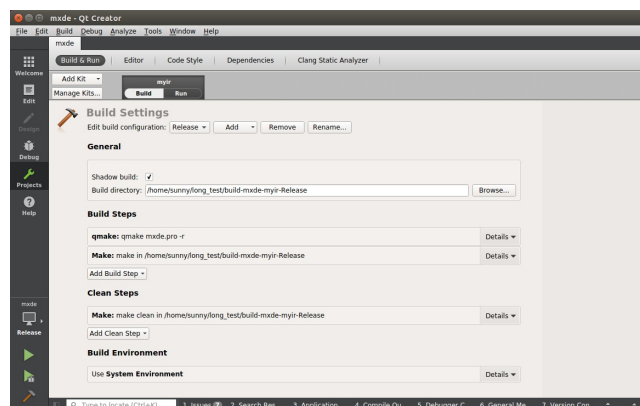 mxde - Qt Creator
File Edit Build Debug Analyze Tools Window Help
mxde
Build & Run Editor Code Style Dependencies Clang Static Analyzer
Welcome
Add Kit
myir
Manage Kits... Build Run
Edit
Build Settings
Edit build configuration: Release Add Remove Rename...
Design
General
Debug
Shadow build:
Projects
Build directory: /home/sunny/long_test/build-mxde-myir-Release Browse...
Help
Build Steps
qmake: qmake mxde.pro -r Details
Make: make in /home/sunny/long_test/build-mxde-myir-Release Details
Add Build Step
Clean Steps
mxde
Make: make clean in /home/sunny/long_test/build-mxde-myir-Release Details
Release
Add Clean Step
Build Environment
Use System Environment Details
Type to locate (Ctrl+K) 1 Issues 2 Search Res... 3 Application... 4 Compile Ou... 5 Debugger C... 6 General Me... 7 Version Con...